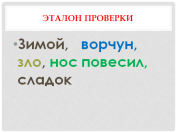 ЭТАЛОН ПРОВЕРКИ
•Зимой, ворчун,
зло, нос повесил,
сладок